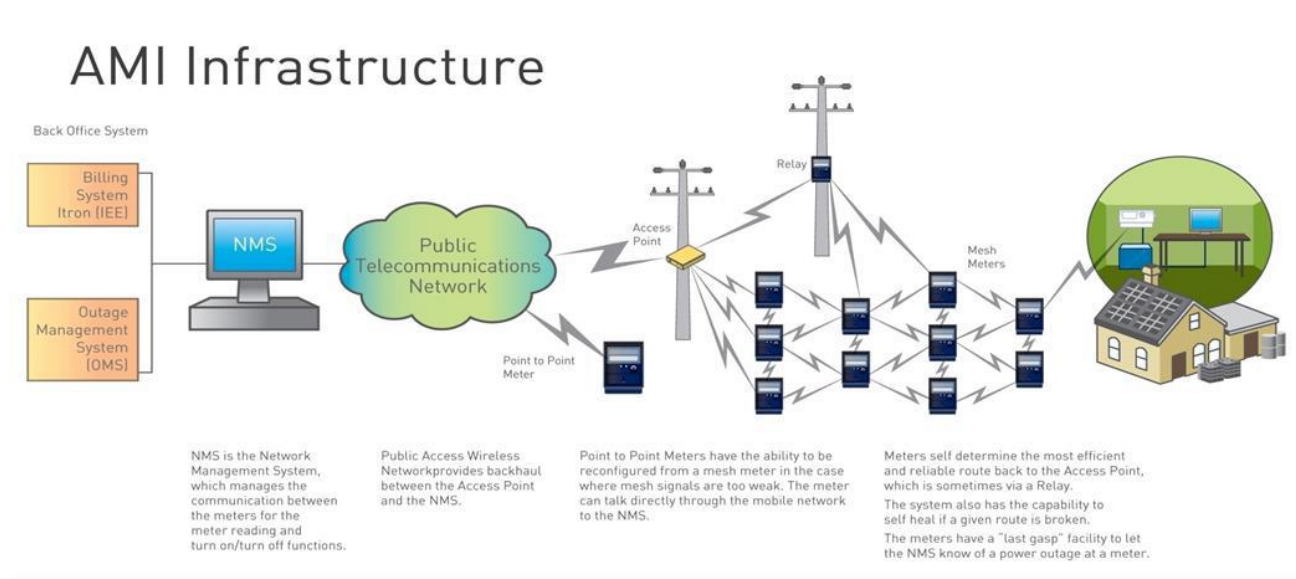 AMI Infrastructure
Back Office System
Billing
System
Itron (IEE)
Outage
Management
System
(OMS)
NMS
Public
Telecommunications
Network
Point to Point
Meter
Access
Point
Relay
Mesh
Meters
NMS is the Network
Management System,
which manages the
communication between
the meters for the
meter reading and
turn on/turn off functions.
Public Access Wireless
Networkprovides backhaul
between the Access Point
and the NMS.
Point to Point Meters have the ability to be
reconfigured from a mesh meter in the case
where mesh signals are too weak. The meter
can talk directly through the mobile network
to the NMS.
Meters self determine the most efficient
and reliable route back to the Access Point,
which is sometimes via a Relay.
The system also has the capability to
self heal if a given route is broken.
The meters have a "last gasp" facility to let
the NMS know of a power outage at a meter.